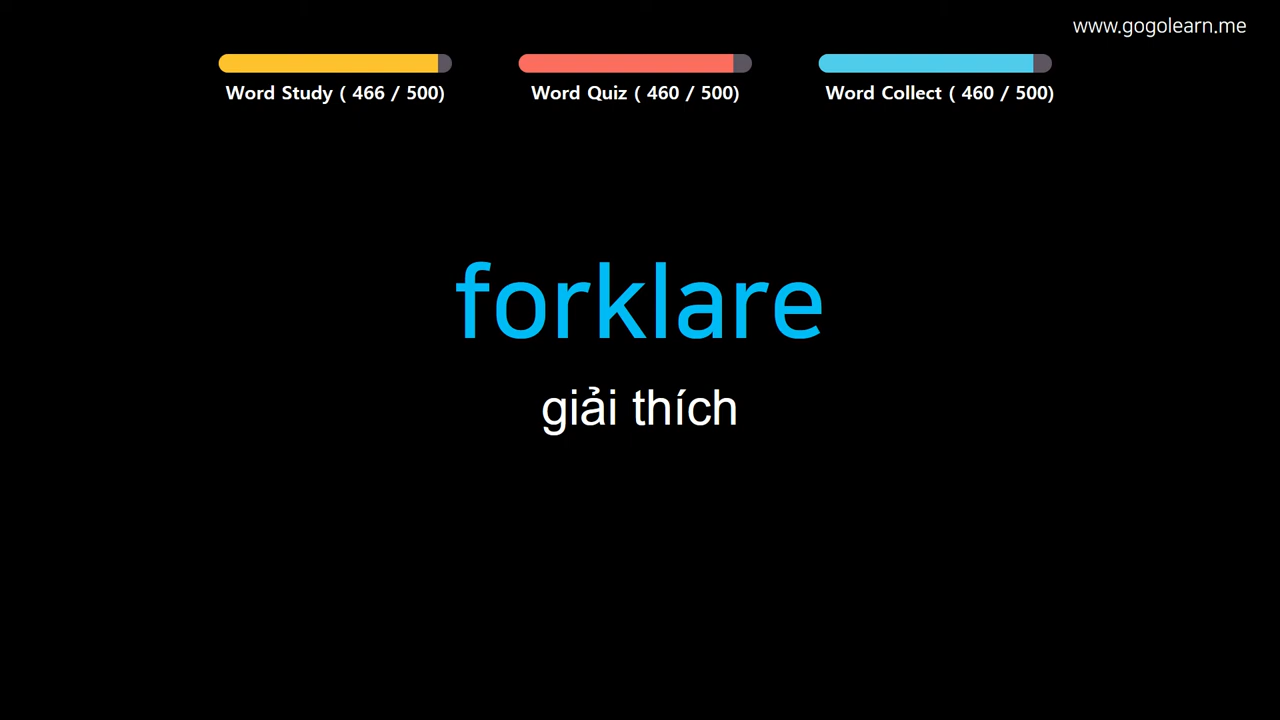 www.gogolearn.me
Word Study ( 466 / 500)
Word Quiz ( 460 / 500)
Word Collect ( 460 / 500)
forklare
giải thích